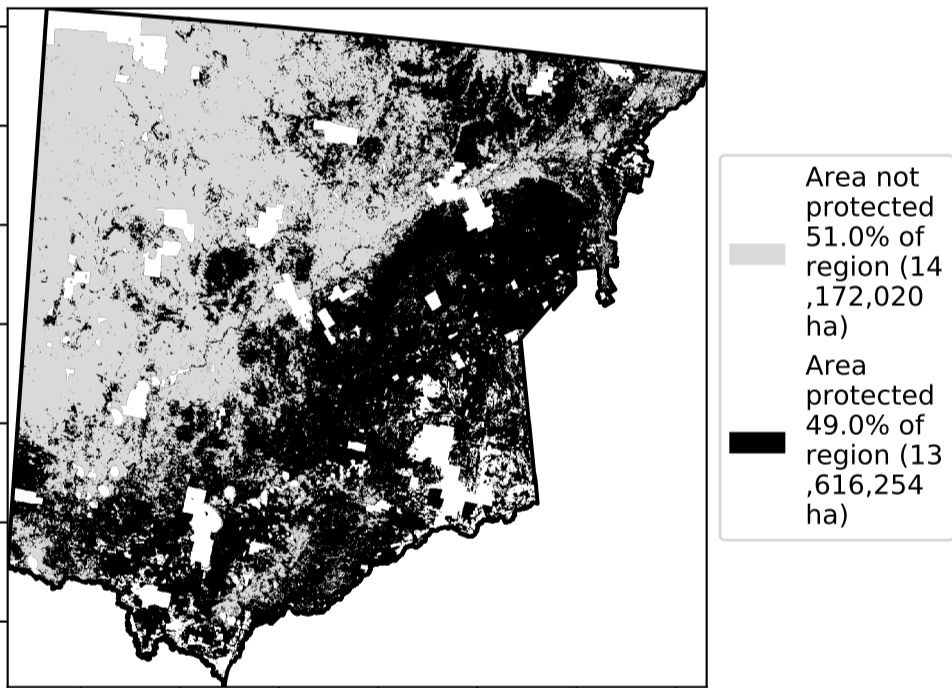 Area not
protected
51.0% of
region (14
,172,020
ha)
Area
protected
49.0% of
region (13
,616,254
ha)